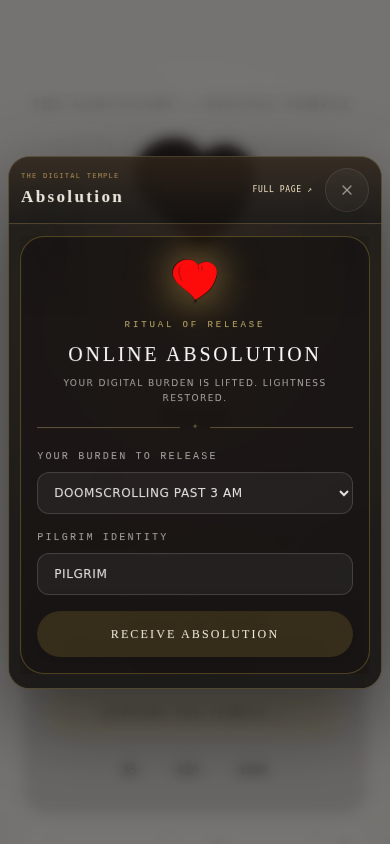 THE DIGITAL TEMPLE
Absolution
FULL PAGE ↗
×
RITUAL OF RELEASE
ONLINE ABSOLUTION
YOUR DIGITAL BURDEN IS LIFTED. LIGHTNESS
RESTORED.
YOUR BURDEN TO RELEASE
DOOMSCROLLING PAST 3 AM
PILGRIM IDENTITY
PILGRIM
RECEIVE ABSOLUTION